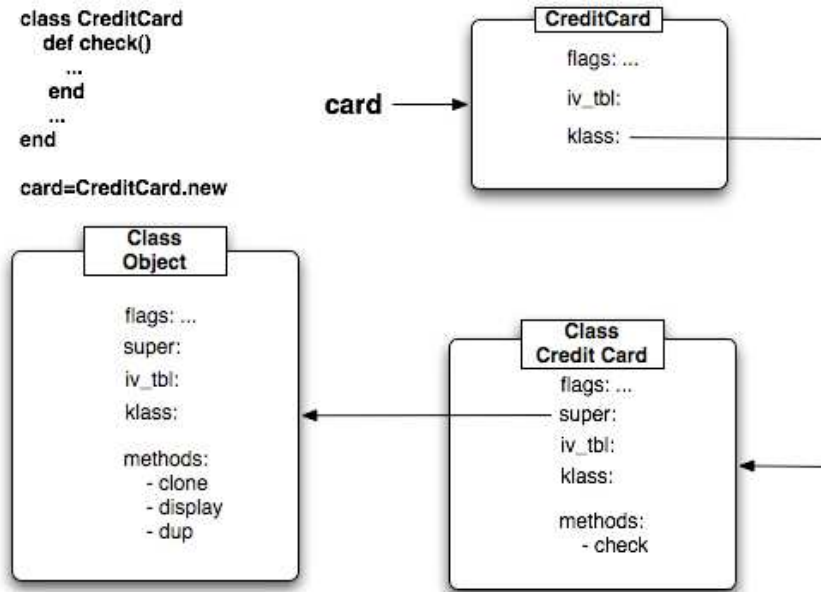 class CreditCard
def check()
...
end
...
end
card=CreditCard.new
card
CreditCard
flags: ...
iv_tbl:
klass:
Class
Object
flags: ...
super:
iv_tbl:
klass:
methods:
- clone
- display
- dup
Class
Credit Card
flags: ...
super:
iv_tbl:
klass:
methods:
- check